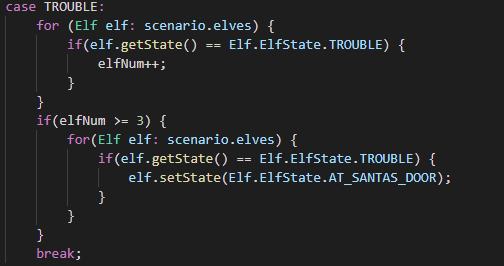 case TROUBLE:
    for (Elf elf: scenario.elves) {
        if(elf.getState() == Elf.ElfState.TROUBLE) {
            elfNum++;
        }
    }
    if(elfNum >= 3) {
        for(Elf elf: scenario.elves) {
            if(elf.getState() == Elf.ElfState.TROUBLE) {
                elf.setState(Elf.ElfState.AT_SANTAS_DOOR);
            }
        }
    }
    break;